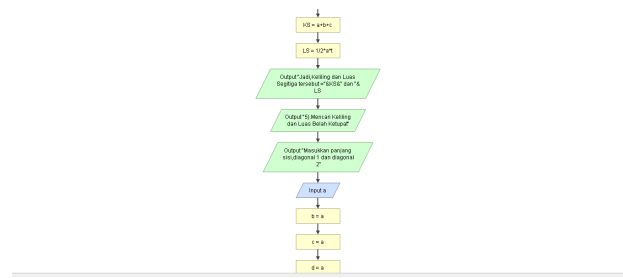 KS = a+b+c
LS = 1/2*a*t
Output"Jadi,Keliling dan Luas
Segitiga tersebut ="&KS&" dan "&
LS
Output"5).Mencari Keliling
dan Luas Belah Ketupat"
Output"Masukkan panjang
sisi,diagonal 1 dan diagonal
2"
Input a
b = a
c = a
d = a